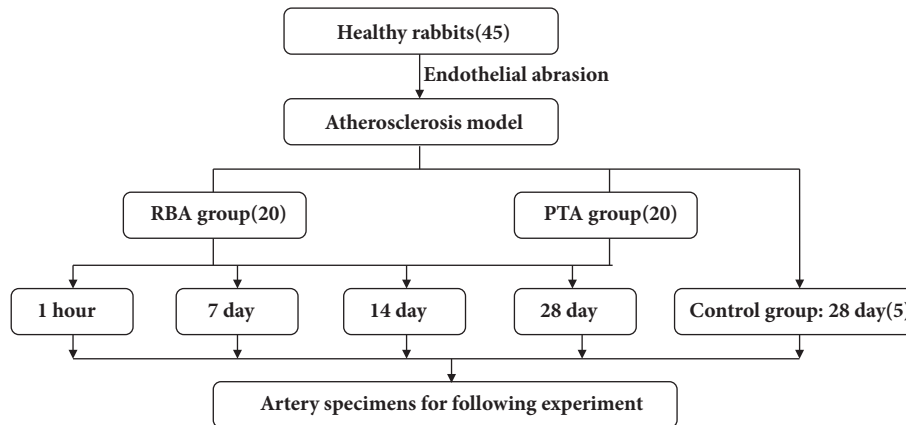 Healthy rabbits(45)
Endothelial abrasion
Atherosclerosis model
RBA group(20)
PTA group(20)
1 hour
7 day
14 day
28 day
Control group: 28 day(5)
Artery specimens for following experiment